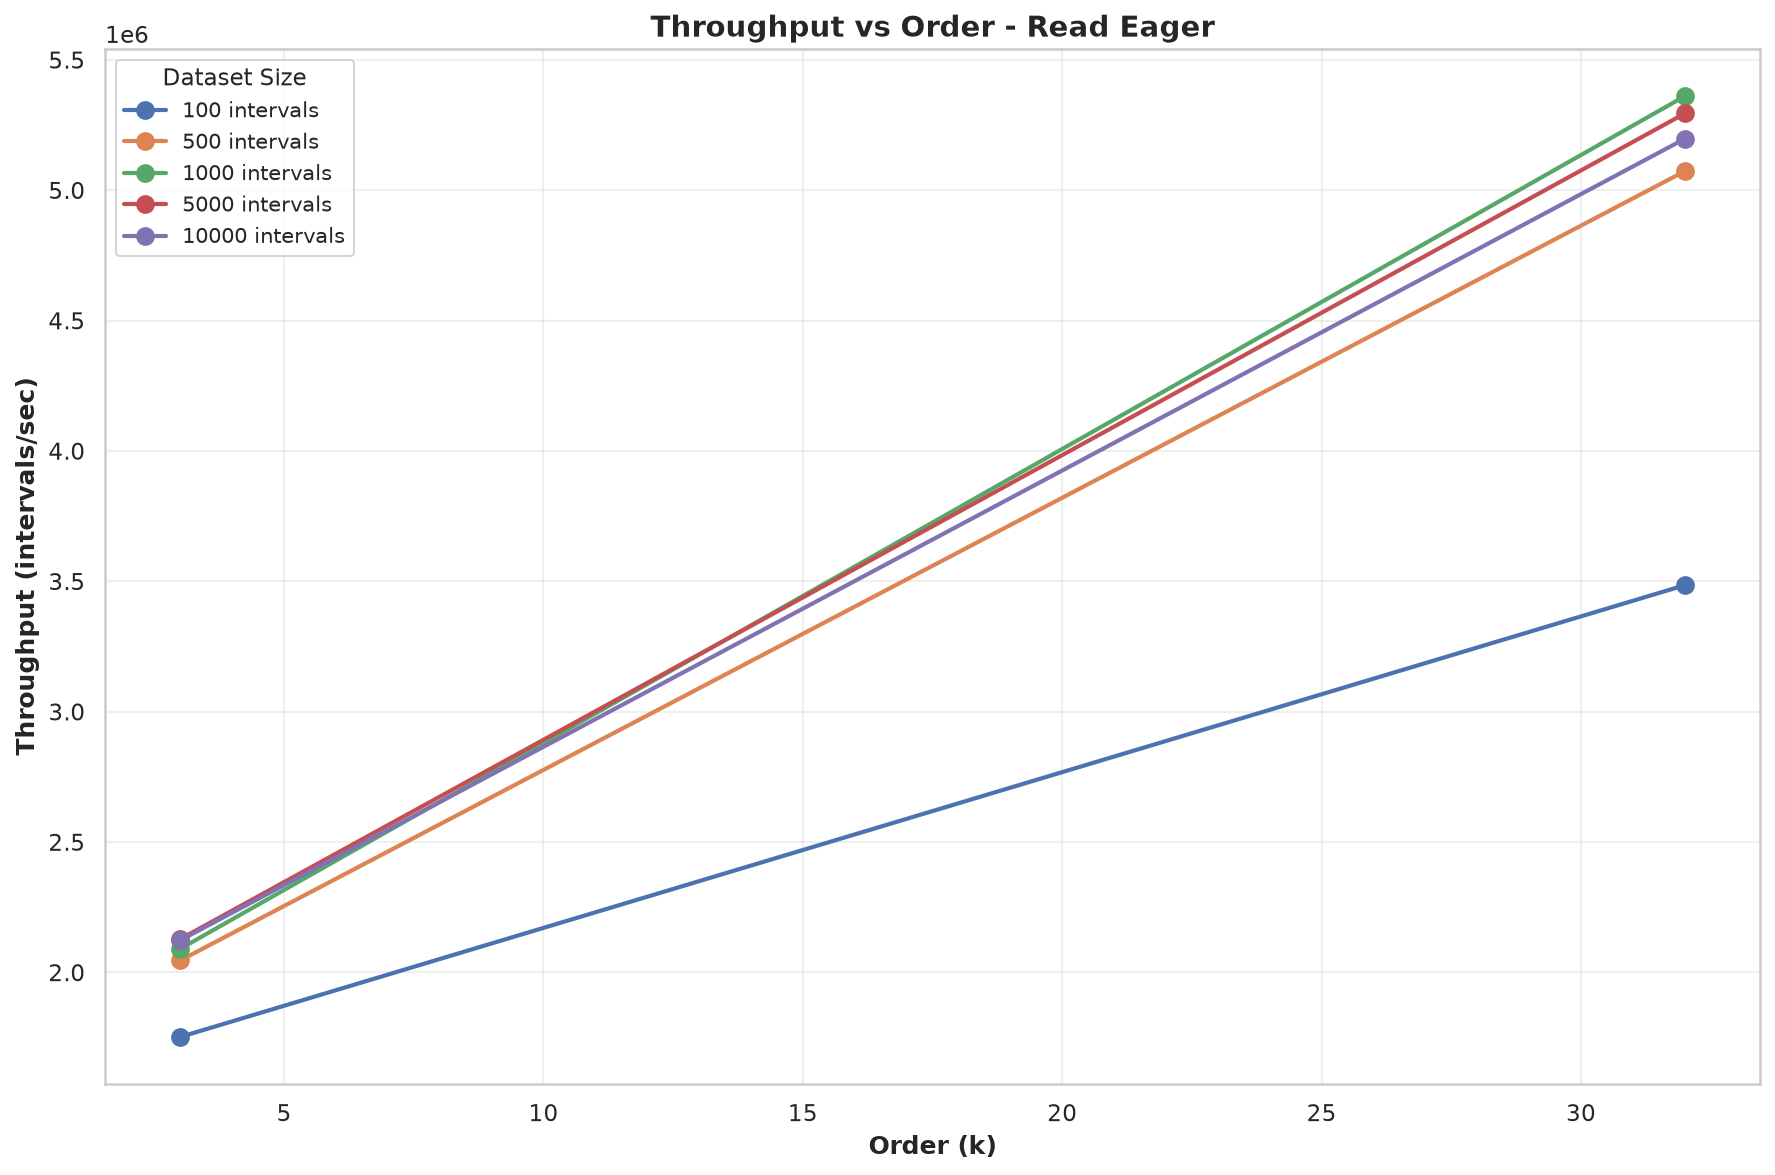 Throughput vs Order - Read Eager
1e6
5.5
5.0
4.5
4.0
3.5
3.0
2.5
2.0
Throughput (intervals/sec)
Dataset Size
100 intervals
500 intervals
1000 intervals
5000 intervals
10000 intervals
5
10
15
20
25
30
Order (k)